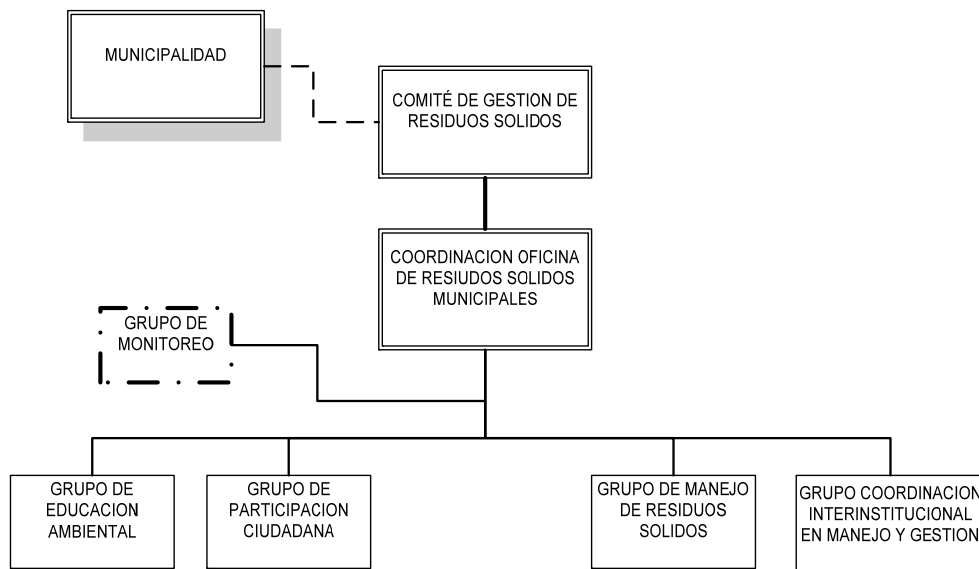 MUNICIPALIDAD
COMITÉ DE GESTION DE
RESIDUOS SOLIDOS
COORDINACION OFICINA
DE RESIUDOS SOLIDOS
MUNICIPALES
GRUPO DE
MONITOREO
GRUPO DE
EDUCACION
AMBIENTAL
GRUPO DE
PARTICIPACION
CIUDADANA
GRUPO DE MANEJO
DE RESIDUOS
SOLIDOS
GRUPO COORDINACION
INTERINSTITUCIONAL
EN MANEJO Y GESTION